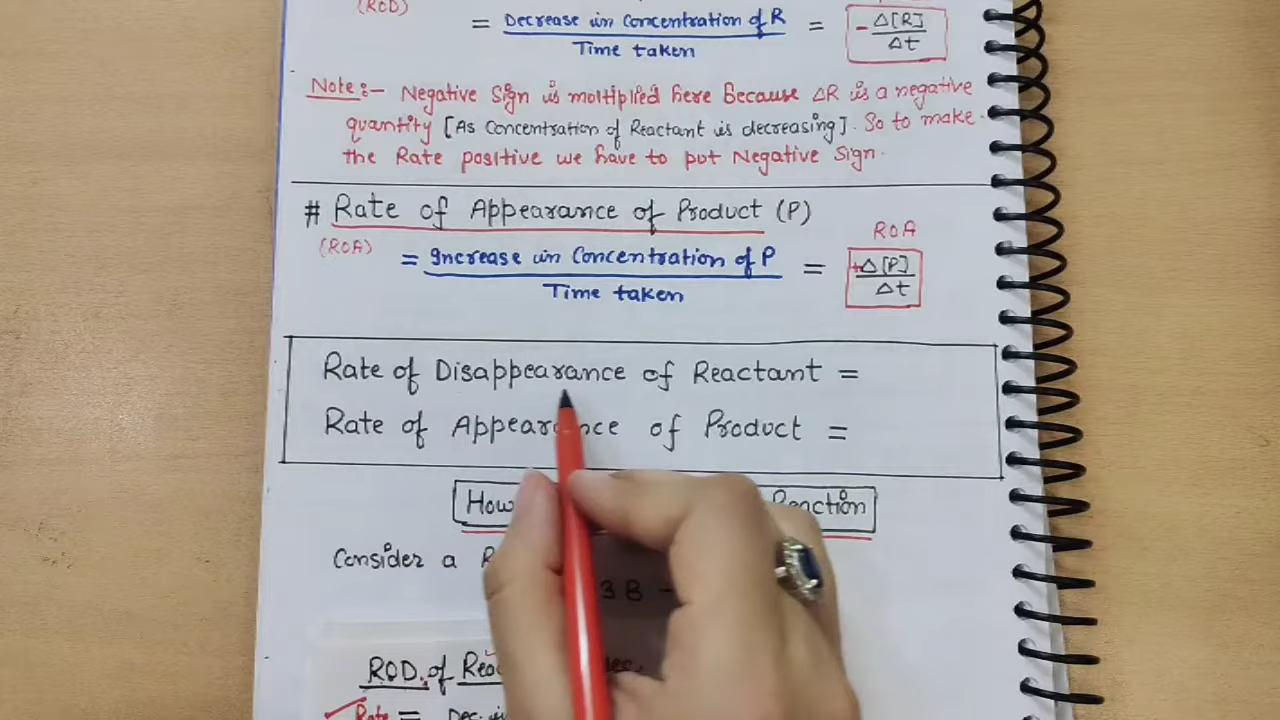 (ROD)
= Decrease in Concentration of R = - Δ[R]
Time taken Δt
Note:- Negative Sign is moltiplied here Because ΔR is a negative
quantity [As Concentration of Reactant is decreasing]. So to make
the Rate positive we have to put Negative Sign.
# Rate of Appearance of Product (P)
(ROA) ROA
= Increase in Concentration of P = +Δ[P]
Time taken Δt
Rate of Disappearance of Reactant =
Rate of Appearance of Product =
How Reaction
Consider a
3B
ROD of
Rate =